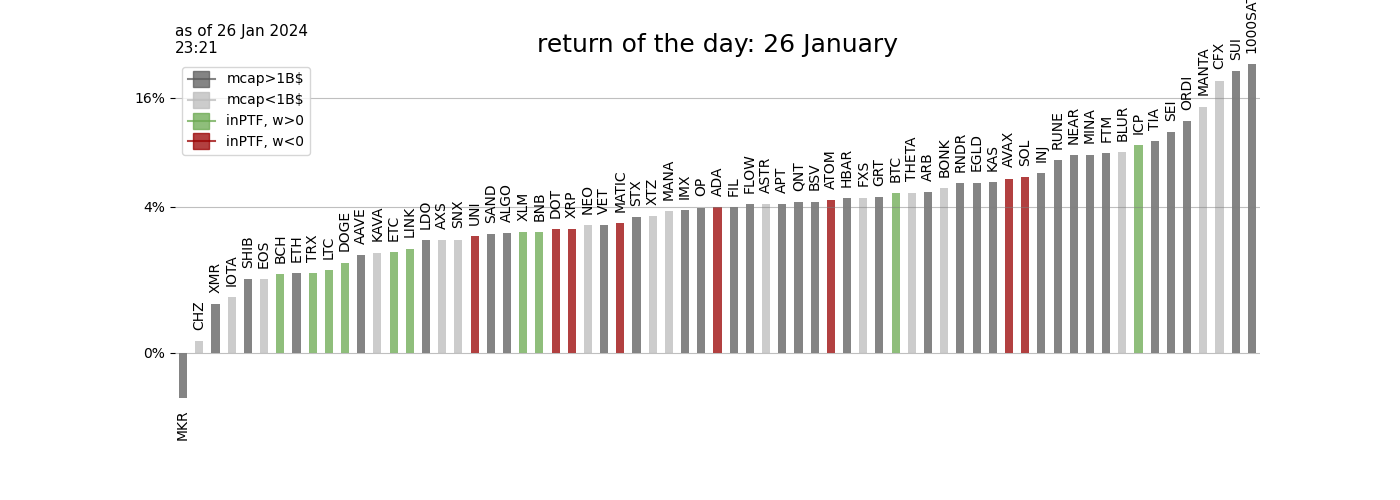 as of 26 Jan 2024
23:21
return of the day: 26 January
mcap>1B$
mcap<1B$
inPTF, w>0
inPTF, w<0
16%
4%
0%
MKR
CHZ
XMR
IOTA
SHIB
EOS
BCH
ETH
TRX
LTC
DOGE
AAVE
KAVA
ETC
LINK
LDO
AXS
SNX
UNI
SAND
ALGO
XLM
BNB
DOT
XRP
NEO
VET
MATIC
STX
XTZ
MANA
IMX
OP
ADA
FIL
FLOW
ASTR
APT
QNT
BSV
ATOM
HBAR
FXS
GRT
BTC
THETA
ARB
BONK
RNDR
EGLD
KAS
AVAX
SOL
INJ
RUNE
NEAR
MINA
FTM
BLUR
ICP
TIA
SEI
ORDI
MANTA
CFX
SUI